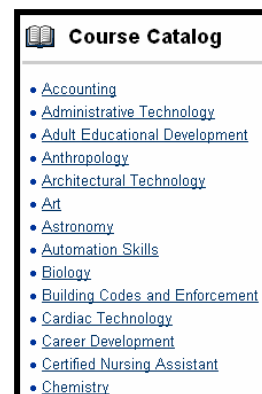 Course Catalog
• Accounting
• Administrative Technology
• Adult Educational Development
• Anthropology
• Architectural Technology
• Art
• Astronomy
• Automation Skills
• Biology
• Building Codes and Enforcement
• Cardiac Technology
• Career Development
• Certified Nursing Assistant
• Chemistry